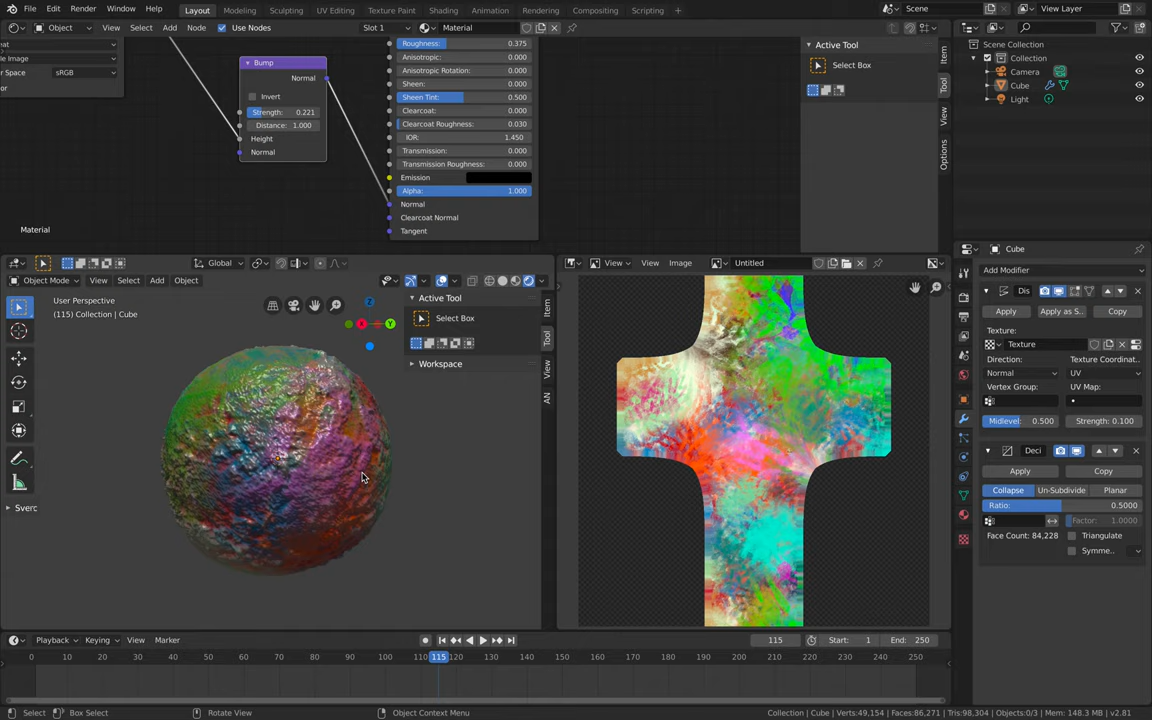 File Edit Render Window Help Layout Modeling Sculpting UV Editing Texture Paint Shading Animation Rendering Compositing Scripting Scene View Layer
Object View Select Add Node Use Nodes Slot 1 Material
Roughness: 0.375
Anisotropic: 0.000
Anisotropic Rotation: 0.000
Sheen: 0.000
Sheen Tint: 0.500
Clearcoat: 0.000
Clearcoat Roughness: 0.030
IOR: 1.450
Transmission: 0.000
Transmission Roughness: 0.000
Emission
Alpha: 1.000
Normal
Clearcoat Normal
Tangent
Bump
Normal
Invert
Strength: 0.221
Distance: 1.000
Height
Normal
le Image
r Space sRGB
Material
Active Tool
Select Box
Item
Tool
View
Options
Scene Collection
Collection
Camera
Cube
Light
Global
Object Mode View Select Add Object
User Perspective
(115) Collection | Cube
Active Tool
Select Box
Workspace
Item
Tool
View
AN
Sverc
View View Image Untitled
Cube
Add Modifier
Dis
Apply Apply as S.. Copy
Texture:
Texture
Direction: Texture Coordinat..
Normal UV
Vertex Group: UV Map:
Midlevel: 0.500 Strength: 0.100
Deci
Apply Copy
Collapse Un-Subdivide Planar
Ratio: 0.5000
Factor: 1.0000
Face Count: 84,228 Triangulate
Symme..
Playback Keying View Marker 115 Start: 1 End: 250
0 10 20 30 40 50 60 70 80 90 100 110 115 120 130 140 150 160 170 180 190 200 210 220 230 240 250
Select Box Select Rotate View Object Context Menu Collection | Cube | Verts:49,154 | Faces:86,271 | Tris:98,304 | Objects:0/3 | Mem: 148.3 MB | v2.81